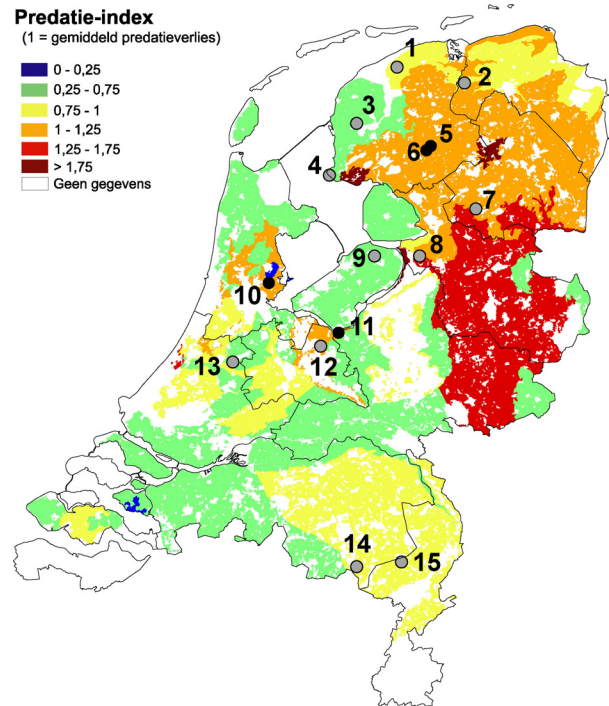 Predatie-index
(1 = gemiddeld predatieverlies)
0 - 0,25
0,25 - 0,75
0,75 - 1
1 - 1,25
1,25 - 1,75
> 1,75
Geen gegevens
1
2
3
4
5
6
7
8
9
10
11
12
13
14
15